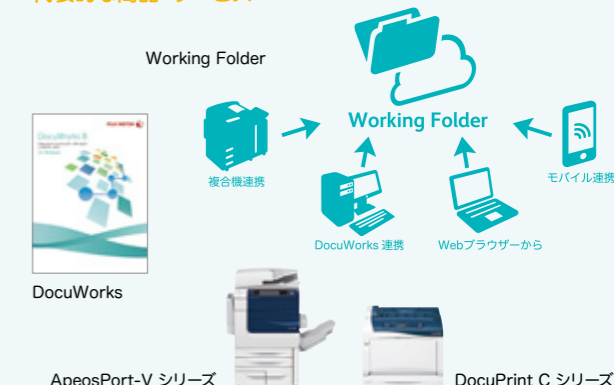 Working Folder
Working Folder
複合機連携
モバイル連携
DocuWorks 連携
Webブラウザーから
DocuWorks 8
DocuWorks
ApeosPort-V シリーズ
DocuPrint C シリーズ